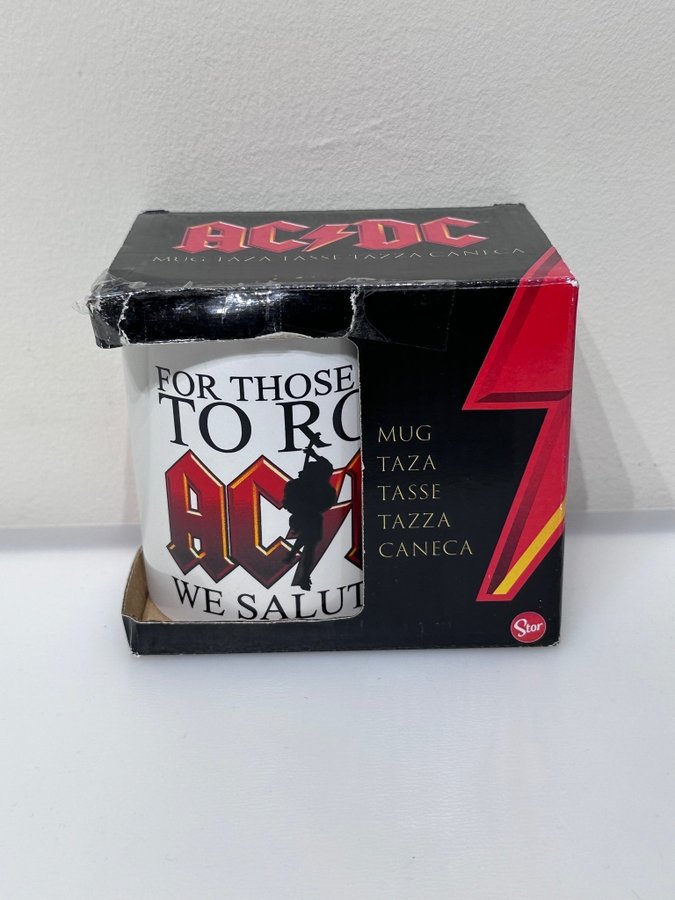 AC DC
MUG TAZA TASSE TAZZA CANECA
FOR THOSE
TO RO
AC
WE SALUT
MUG
TAZA
TASSE
TAZZA
CANECA
Stor